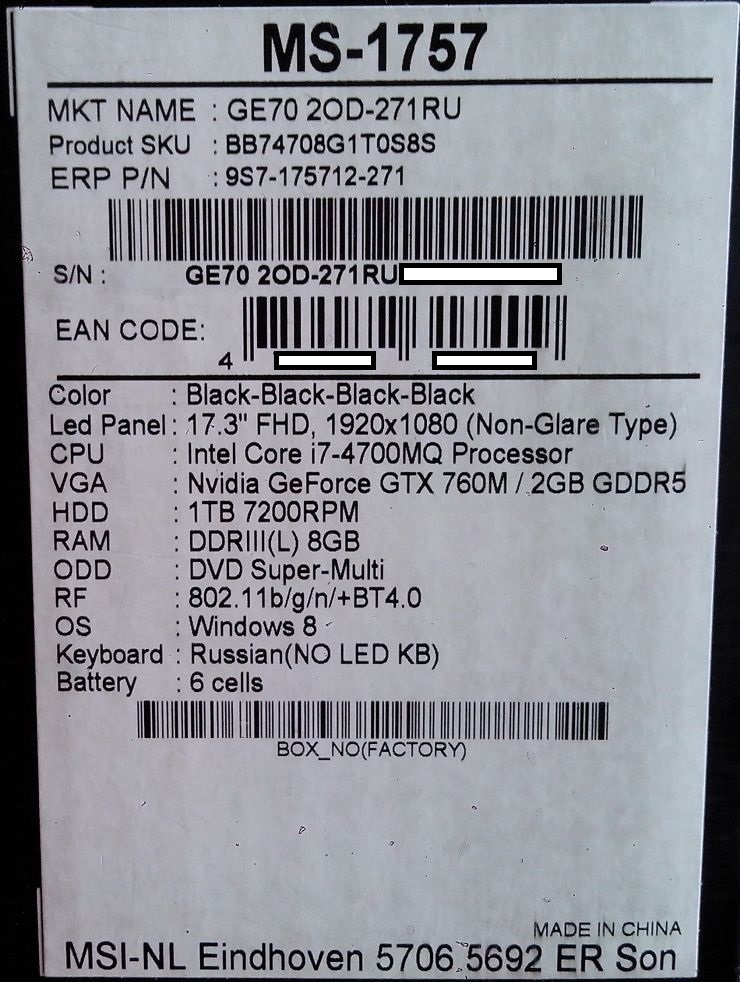 MS-1757
MKT NAME : GE70 2OD-271RU
Product SKU : BB74708G1T0S8S
ERP P/N : 9S7-175712-271
S/N : GE70 2OD-271RU
EAN CODE:
4
Color : Black-Black-Black-Black
Led Panel : 17.3" FHD, 1920x1080 (Non-Glare Type)
CPU : Intel Core i7-4700MQ Processor
VGA : Nvidia GeForce GTX 760M / 2GB GDDR5
HDD : 1TB 7200RPM
RAM : DDRIII(L) 8GB
ODD : DVD Super-Multi
RF : 802.11b/g/n/+BT4.0
OS : Windows 8
Keyboard : Russian(NO LED KB)
Battery : 6 cells
BOX_NO(FACTORY)
MADE IN CHINA
MSI-NL Eindhoven 5706 5692 ER Son